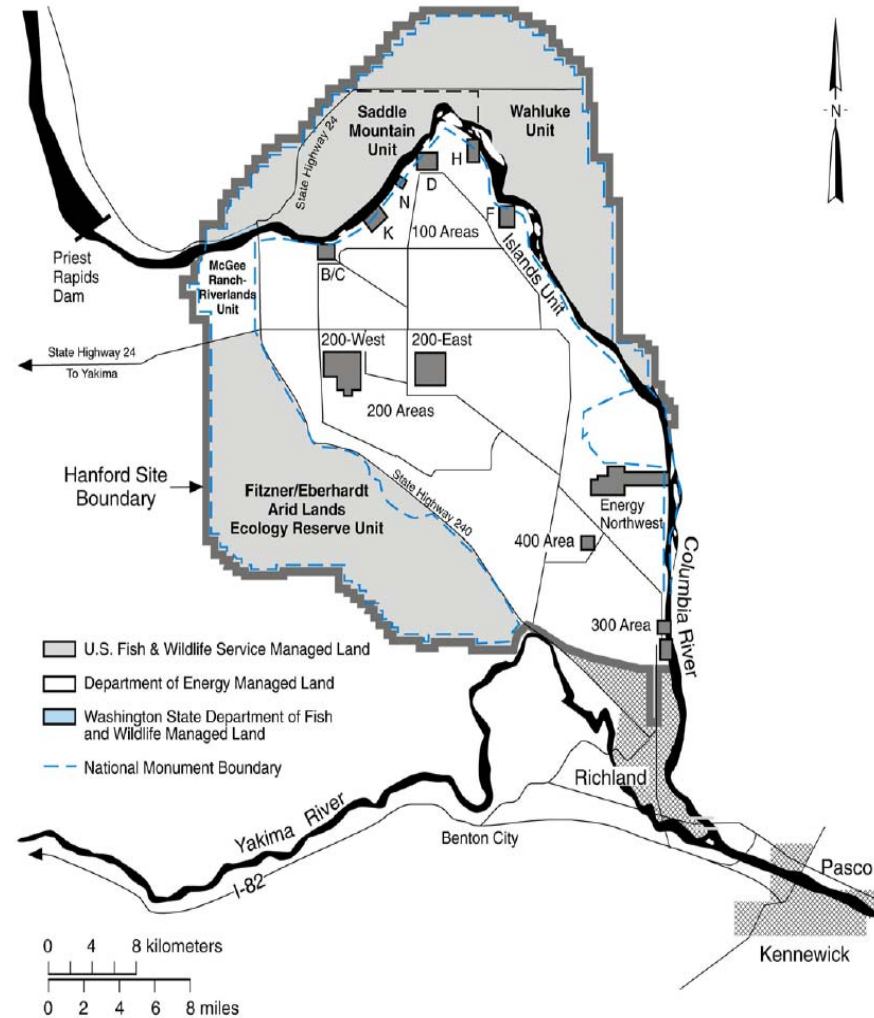 N
Saddle
Mountain
Unit
Wahluke
Unit
State Highway 24
H
D
N
K
F
100 Areas
Islands Unit
B/C
Priest
Rapids
Dam
McGee
Ranch-
Riverlands
Unit
State Highway 24
To Yakima
200-West
200-East
200 Areas
Hanford Site
Boundary
Fitzner/Eberhardt
Arid Lands
Ecology Reserve Unit
State Highway 240
Energy
Northwest
400 Area
300 Area
Columbia River
U.S. Fish & Wildlife Service Managed Land
Department of Energy Managed Land
Washington State Department of Fish
and Wildlife Managed Land
National Monument Boundary
Richland
Yakima River
Benton City
I-82
Pasco
Kennewick
0 4 8 kilometers
0 2 4 6 8 miles